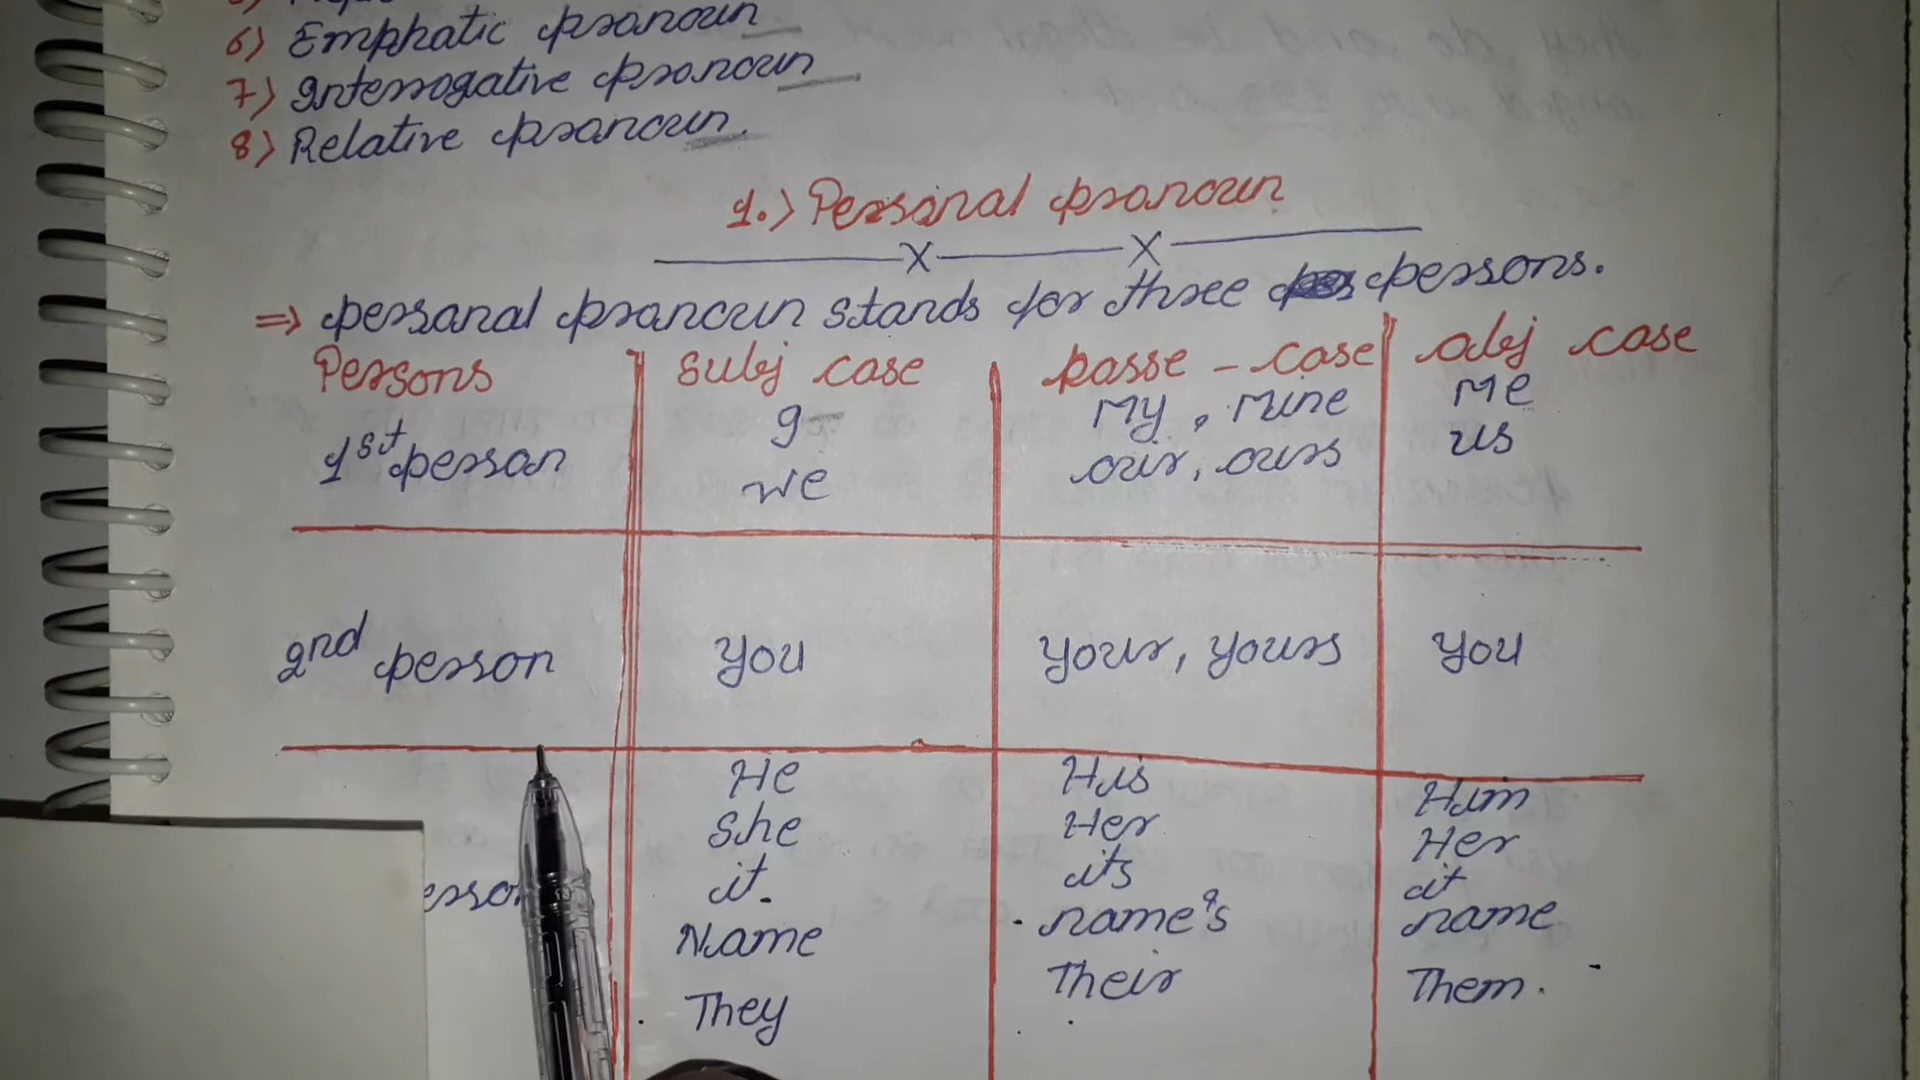 6) Emphatic pronoun
7) Interrogative pronoun
8) Relative pronoun.
1.) Personal pronoun
X X
⇒ personal pronoun stands for three persons.
Persons subj case posse - case obj case
1st person I My, Mine Me
we our, ours us
2nd person you your, yours you
He His Him
She Her Her
it. its it
Name name's name
They Their Them.